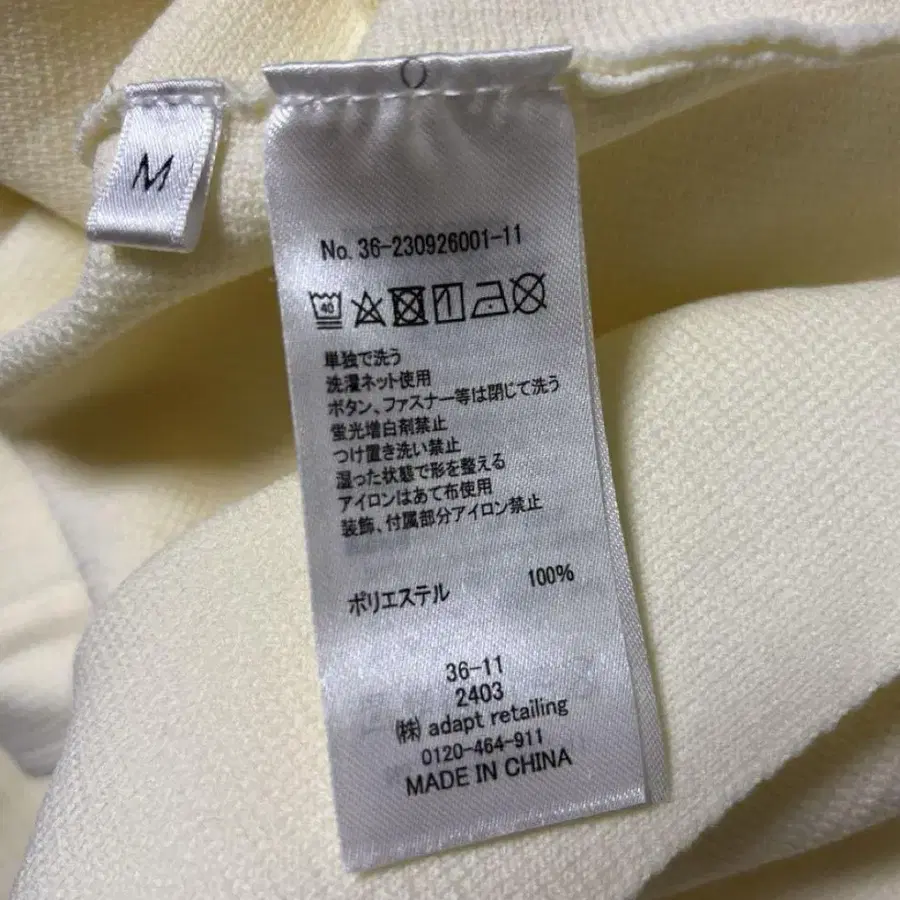 M
No. 36-230926001-11
40
単独で洗う
洗濯ネット使用
ボタン、ファスナー等は閉じて洗う
蛍光増白剤禁止
つけ置き洗い禁止
湿った状態で形を整える
アイロンはあて布使用
装飾、付属部分アイロン禁止
ポリエステル 100%
36-11
2403
㈱ adapt retailing
0120-464-911
MADE IN CHINA